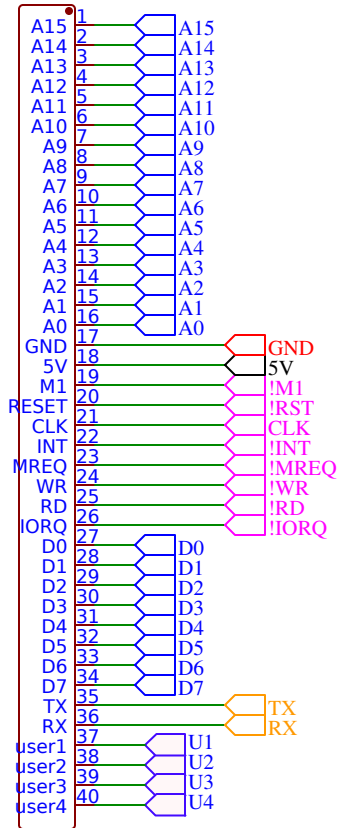 A15 1 A15
A14 2 A14
A13 3 A13
A12 4 A12
A11 5 A11
A10 6 A10
A9 7 A9
A8 8 A8
A7 9 A7
A6 10 A6
A5 11 A5
A4 12 A4
A3 13 A3
A2 14 A2
A1 15 A1
A0 16 A0
GND 17 GND
5V 18 5V
M1 19 !M1
RESET 20 !RST
CLK 21 CLK
INT 22 !INT
MREQ 23 !MREQ
WR 24 !WR
RD 25 !RD
IORQ 26 !IORQ
D0 27 D0
D1 28 D1
D2 29 D2
D3 30 D3
D4 31 D4
D5 32 D5
D6 33 D6
D7 34 D7
TX 35 TX
RX 36 RX
user1 37 U1
user2 38 U2
user3 39 U3
user4 40 U4